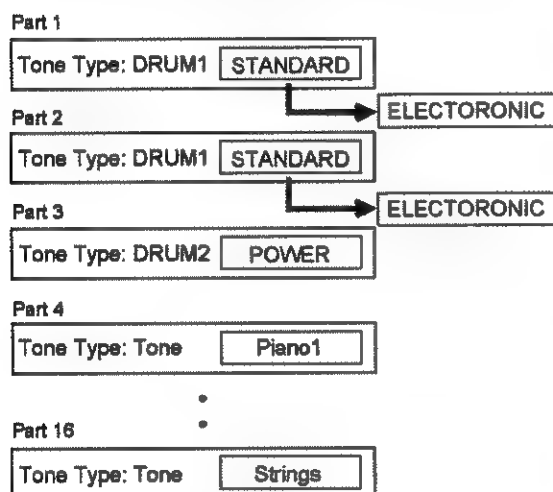 Part 1
Tone Type: DRUM1 STANDARD
ELECTORONIC
Part 2
Tone Type: DRUM1 STANDARD
ELECTORONIC
Part 3
Tone Type: DRUM2 POWER
Part 4
Tone Type: Tone Piano1
Part 16
Tone Type: Tone Strings